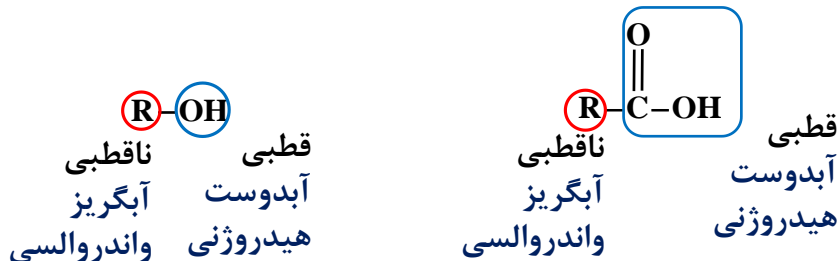 R–OH
ناقطبی
آبگریز
واندروالسی
قطبی
آبدوست
هیدروژنی
O
R–C–OH
ناقطبی
آبگریز
واندروالسی
قطبی
آبدوست
هیدروژنی